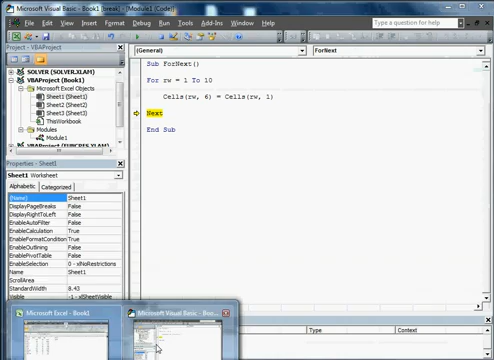 Microsoft Visual Basic - Book1 [break] - [Module1 (Code)]
File Edit View Insert Format Debug Run Tools Add-Ins Window Help
Type a question for help
Project - VBAProject
(General) ForNext
SOLVER (SOLVER.XLAM)
VBAProject (Book1)
Microsoft Excel Objects
Sheet1 (Sheet1)
Sheet2 (Sheet2)
Sheet3 (Sheet3)
ThisWorkbook
Modules
Module1
Sub ForNext()
For rw = 1 To 10
Cells(rw, 6) = Cells(rw, 1)
Next
End Sub
Properties - Sheet1
Sheet1 Worksheet
Alphabetic Categorized
(Name) Sheet1
DisplayPageBreaks False
DisplayRightToLeft False
EnableAutoFilter False
EnableCalculation True
EnableFormatCondition True
EnableOutlining False
EnablePivotTable False
EnableSelection 0 - xlNoRestrictions
Name Sheet1
ScrollArea
StandardWidth 8.43
Visible -1 - xlSheetVisible
Microsoft Excel - Book1
Microsoft Visual Basic - Boo...
Type Context